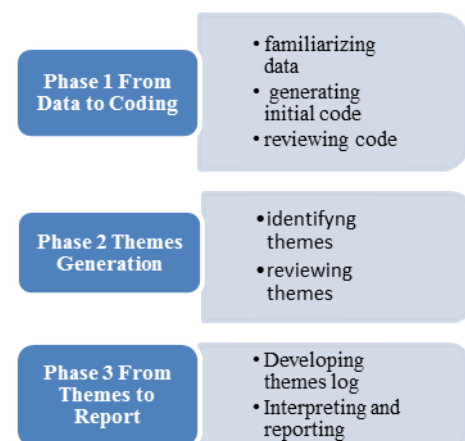 Phase 1 From
Data to Coding
• familiarizing
data
• generating
initial code
• reviewing code
Phase 2 Themes
Generation
•identifyng
themes
•reviewing
themes
Phase 3 From
Themes to
Report
• Developing
themes log
• Interpreting and
reporting